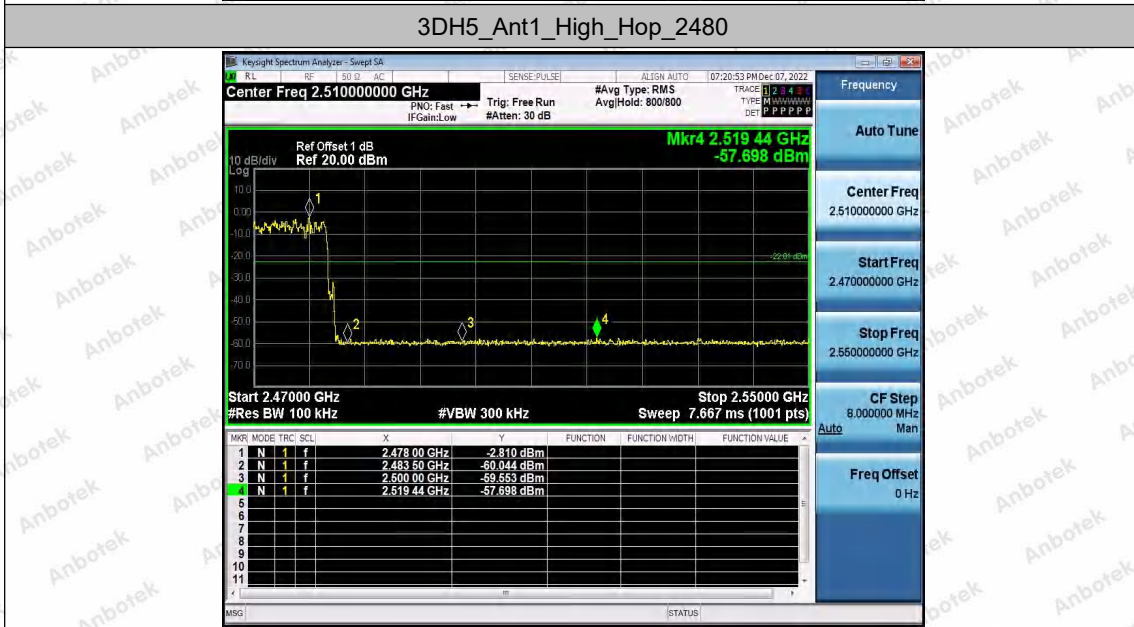 3DH5_Ant1_High_Hop_2480
Keysight Spectrum Analyzer - Swept SA
RL RF 50 Ω AC SENSE:PULSE ALIGN AUTO 07:20:53 PM Dec 07, 2022
Center Freq 2.510000000 GHz
PNO: Fast
IFGain:Low
Trig: Free Run
#Atten: 30 dB
#Avg Type: RMS
Avg|Hold: 800/800
TRACE 1 2 3 4 5 6
TYPE M W W W W W
DET P P P P P P
Frequency
Auto Tune
Mkr4 2.519 44 GHz
-57.698 dBm
Ref Offset 1 dB
10 dB/div Ref 20.00 dBm
Log
10.0
0.00
-10.0
-20.0
-30.0
-40.0
-50.0
-60.0
-70.0
1
2
3
4
-22.81 dBm
Center Freq
2.510000000 GHz
Start Freq
2.470000000 GHz
Stop Freq
2.550000000 GHz
Start 2.47000 GHz Stop 2.55000 GHz
#Res BW 100 kHz #VBW 300 kHz Sweep 7.667 ms (1001 pts)
CF Step
8.000000 MHz
Auto Man
MKR MODE TRC SCL X Y FUNCTION FUNCTION WIDTH FUNCTION VALUE
1 N 1 f 2.478 00 GHz -2.810 dBm
2 N 1 f 2.483 50 GHz -60.044 dBm
3 N 1 f 2.500 00 GHz -59.553 dBm
4 N 1 f 2.519 44 GHz -57.698 dBm
5
6
7
8
9
10
11
Freq Offset
0 Hz
MSG STATUS
Anbotek